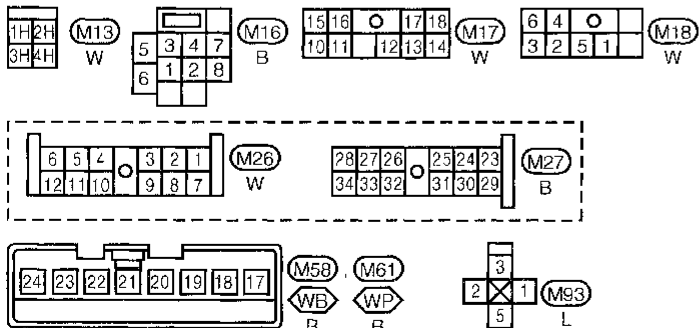 1H 2H M13 5 3 4 7 M16 15 16 17 18 M17 6 4 M18
3H 4H W 6 1 2 8 B 10 11 12 13 14 W 3 2 5 1 W
6 5 4 3 2 1 M26 28 27 26 25 24 23 M27
12 11 10 9 8 7 W 34 33 32 31 30 29 B
24 23 22 21 20 19 18 17 M58 , M61 3
WB WP 2 1 M93
B B 5 L